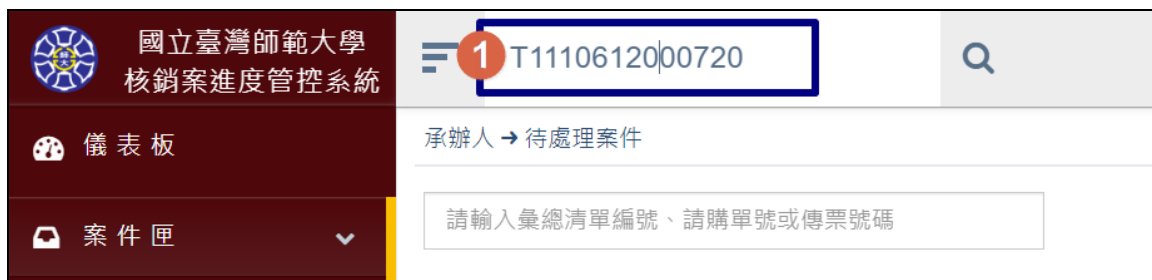 國立臺灣師範大學
核銷案進度管控系統
1 T1110612000720
儀表板
承辦人→待處理案件
案件匣
請輸入彙總清單編號、請購單號或傳票號碼